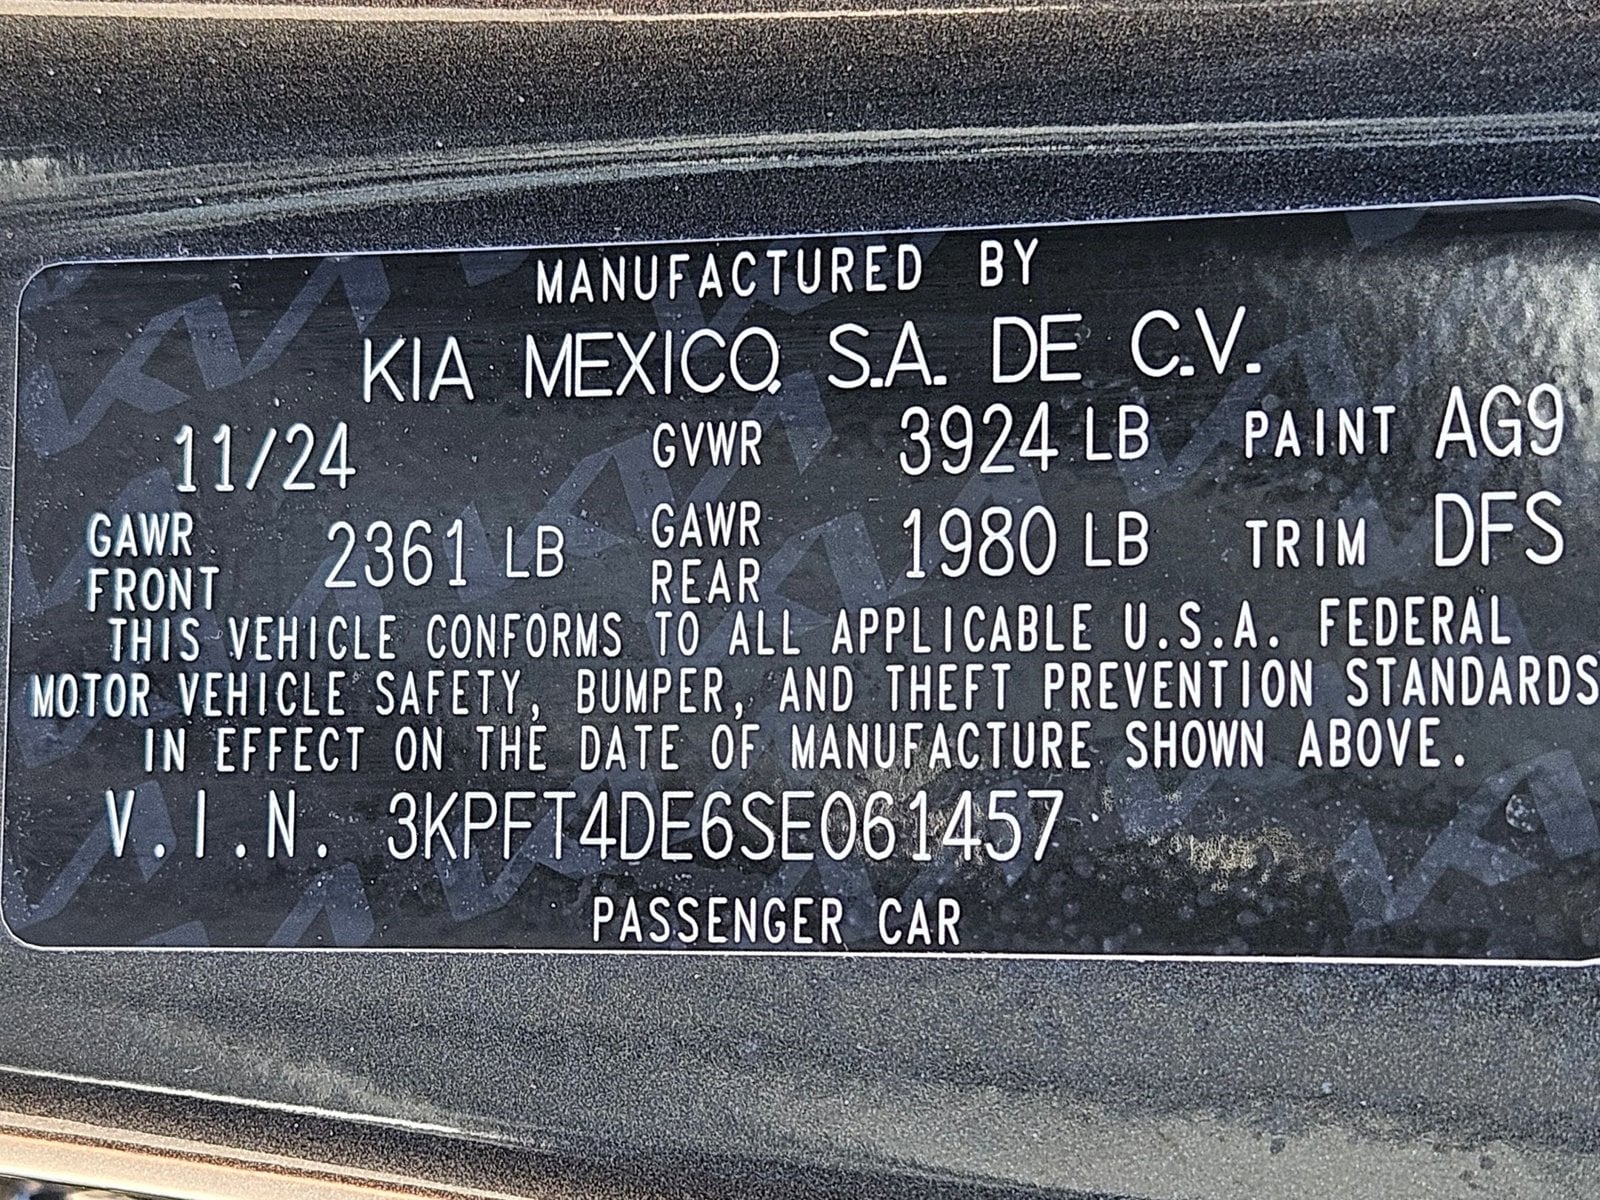 MANUFACTURED BY
KIA MEXICO, S.A. DE C.V.
11/24 GVWR 3924 LB PAINT AG9
GAWR FRONT 2361 LB GAWR REAR 1980 LB TRIM DFS
THIS VEHICLE CONFORMS TO ALL APPLICABLE U.S.A. FEDERAL
MOTOR VEHICLE SAFETY, BUMPER, AND THEFT PREVENTION STANDARDS
IN EFFECT ON THE DATE OF MANUFACTURE SHOWN ABOVE.
V.I.N. 3KPFT4DE6SE061457
PASSENGER CAR